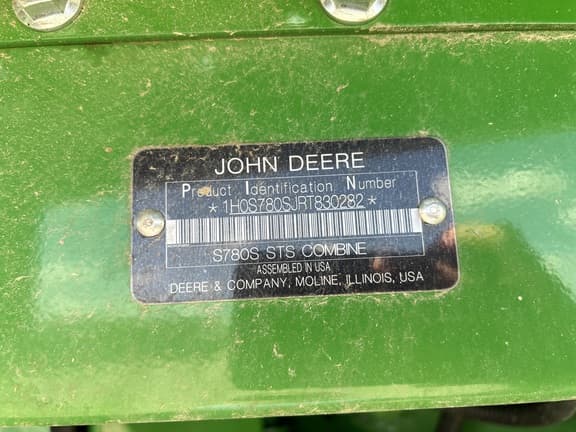 JOHN DEERE
Product Identification Number
*1H0S780SJRT830282*
S780S STS COMBINE
ASSEMBLED IN USA
DEERE & COMPANY, MOLINE, ILLINOIS, USA